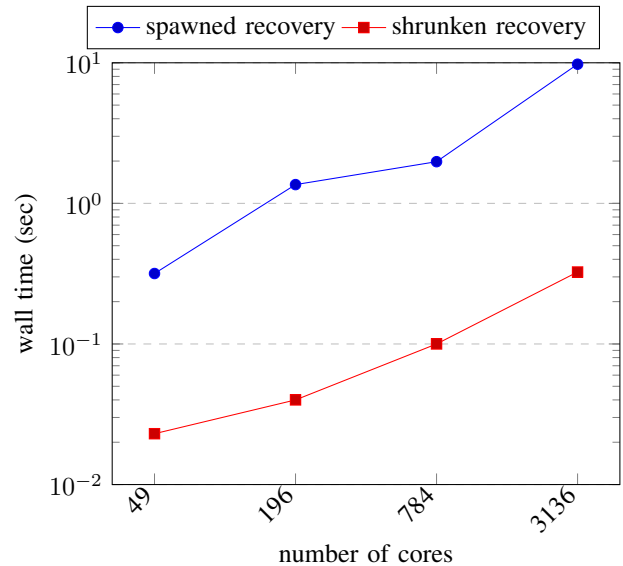 spawned recovery shrunken recovery
10^1
10^0
10^−1
10^−2
wall time (sec)
49 196 784 3136
number of cores